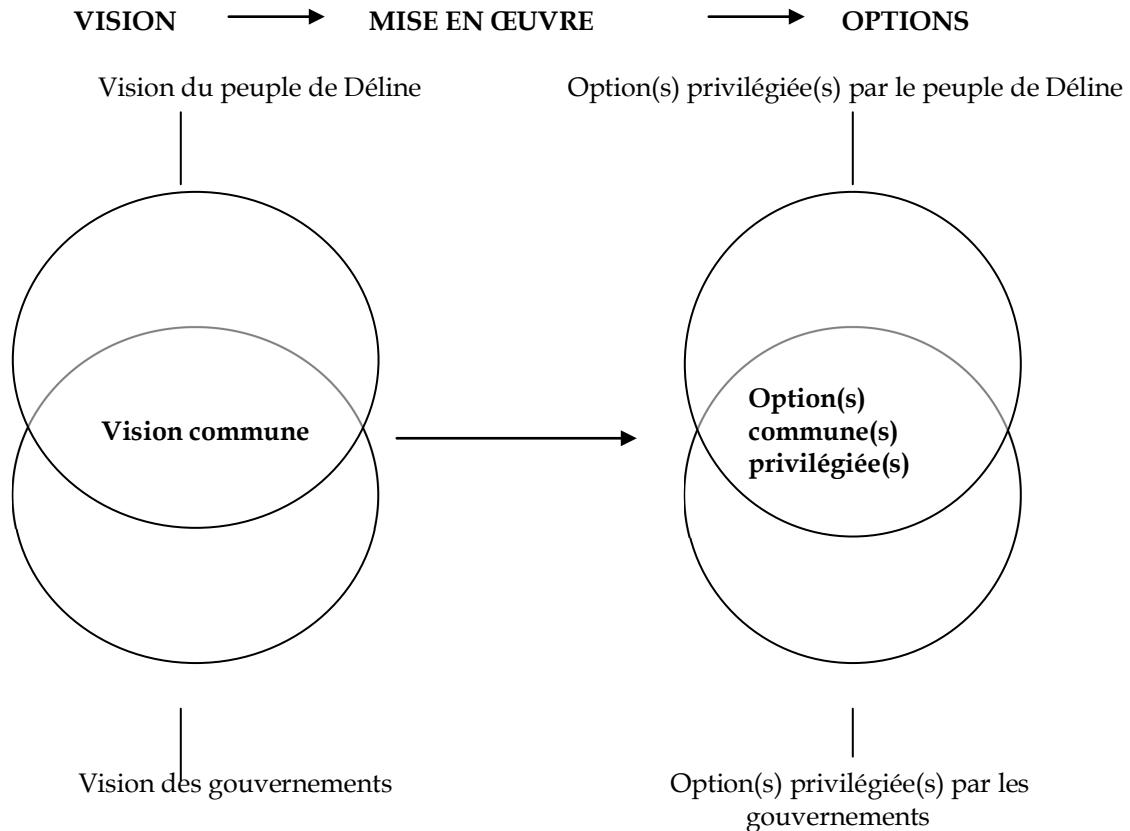 VISION MISE EN ŒUVRE OPTIONS
Vision du peuple de Déline Option(s) privilégiée(s) par le peuple de Déline
Vision commune
Option(s)
commune(s)
privilégiée(s)
Vision des gouvernements
Option(s) privilégiée(s) par les
gouvernements